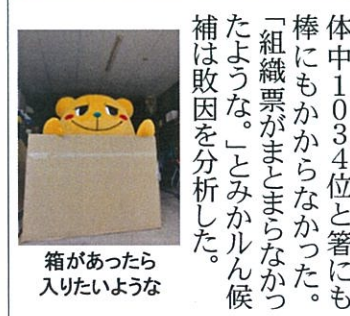 体中1034位と箸にも
棒にもかからなかった。
「組織票がまとまらなかっ
たような。」とみかルん候
補は敗因を分析した。
箱があったら
入りたいような